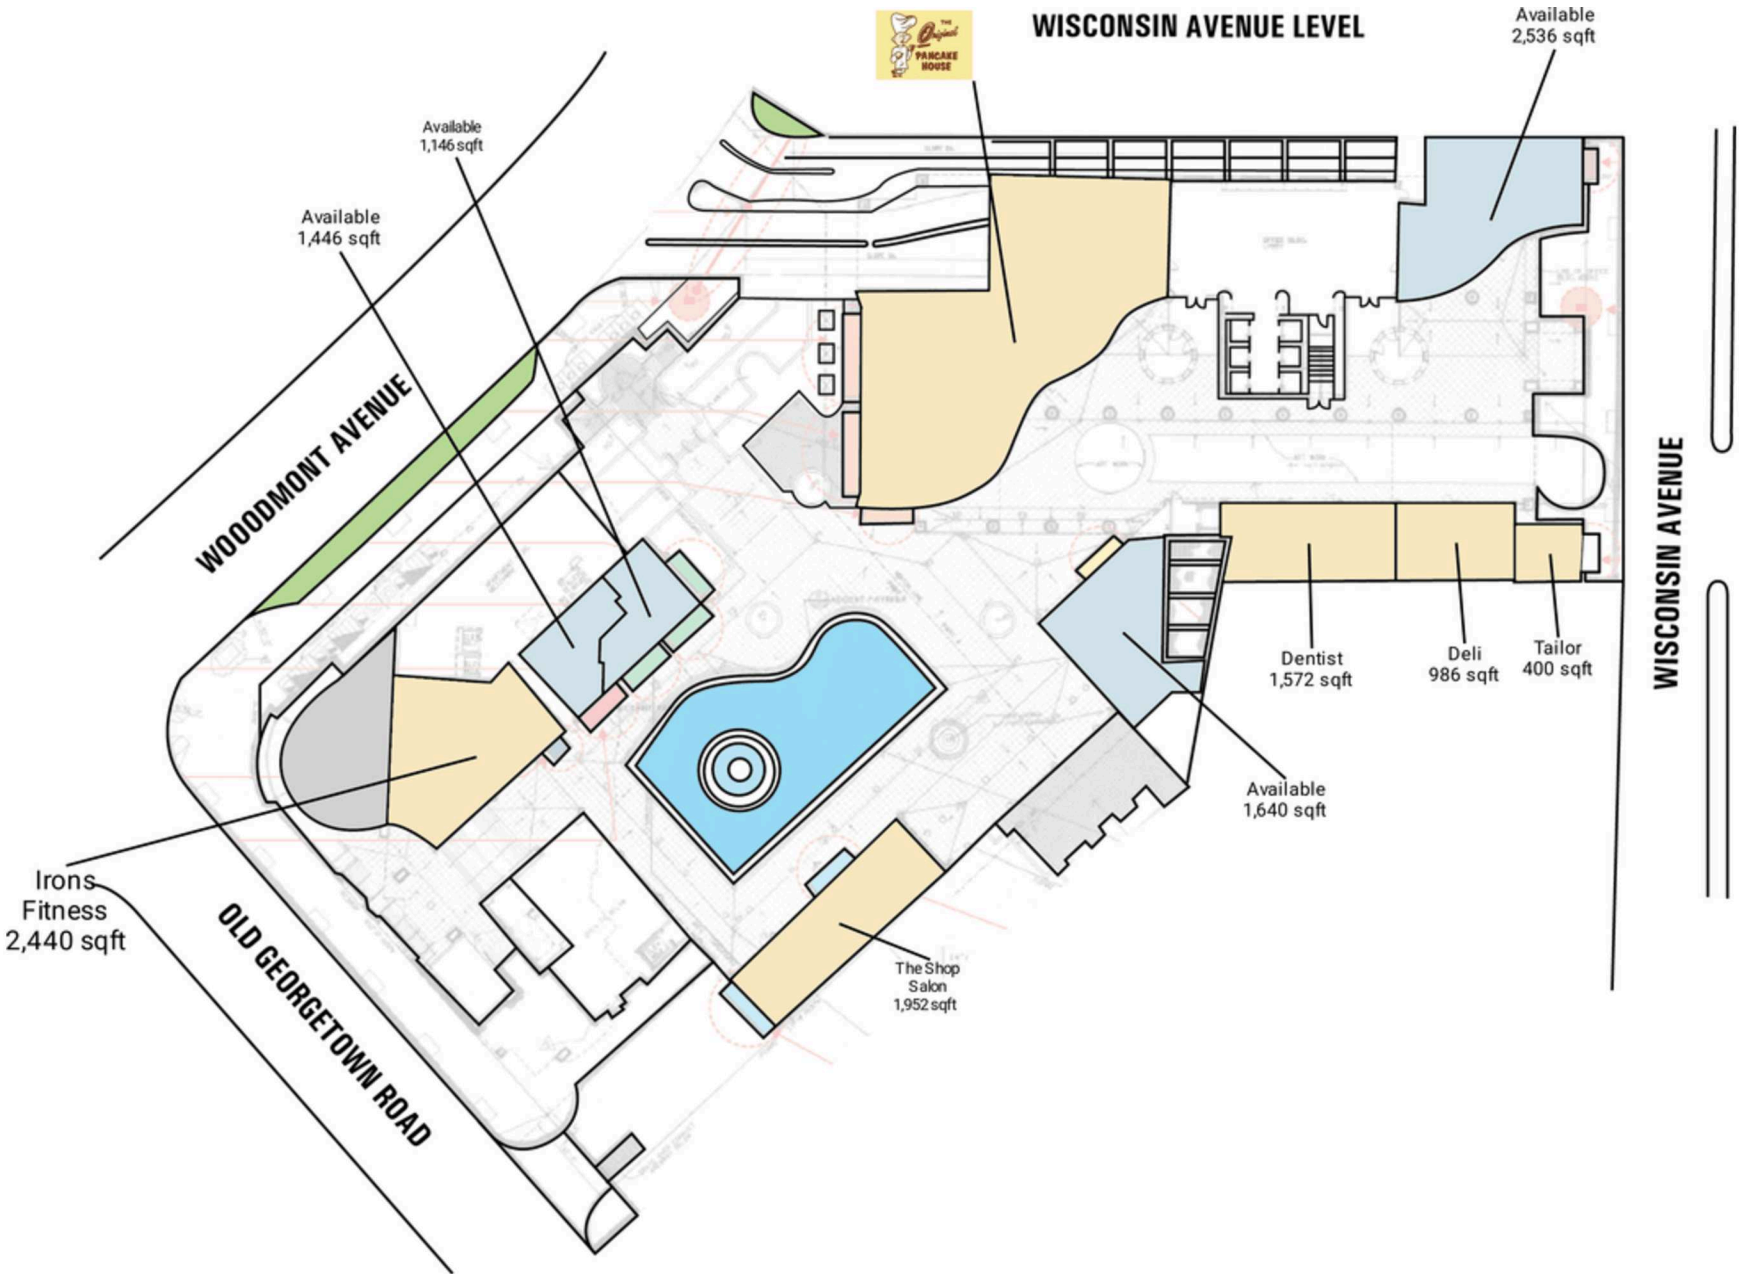 WISCONSIN AVENUE LEVEL
THE
Original
PANCAKE
HOUSE
Available
2,536 sqft
Available
1,146 sqft
Available
1,446 sqft
WOOODMONT AVENUE
WISCONSIN AVENUE
Dentist
1,572 sqft
Deli
986 sqft
Tailor
400 sqft
Available
1,640 sqft
Irons
Fitness
2,440 sqft
OLD GEORGETOWN ROAD
The Shop
Salon
1,952 sqft